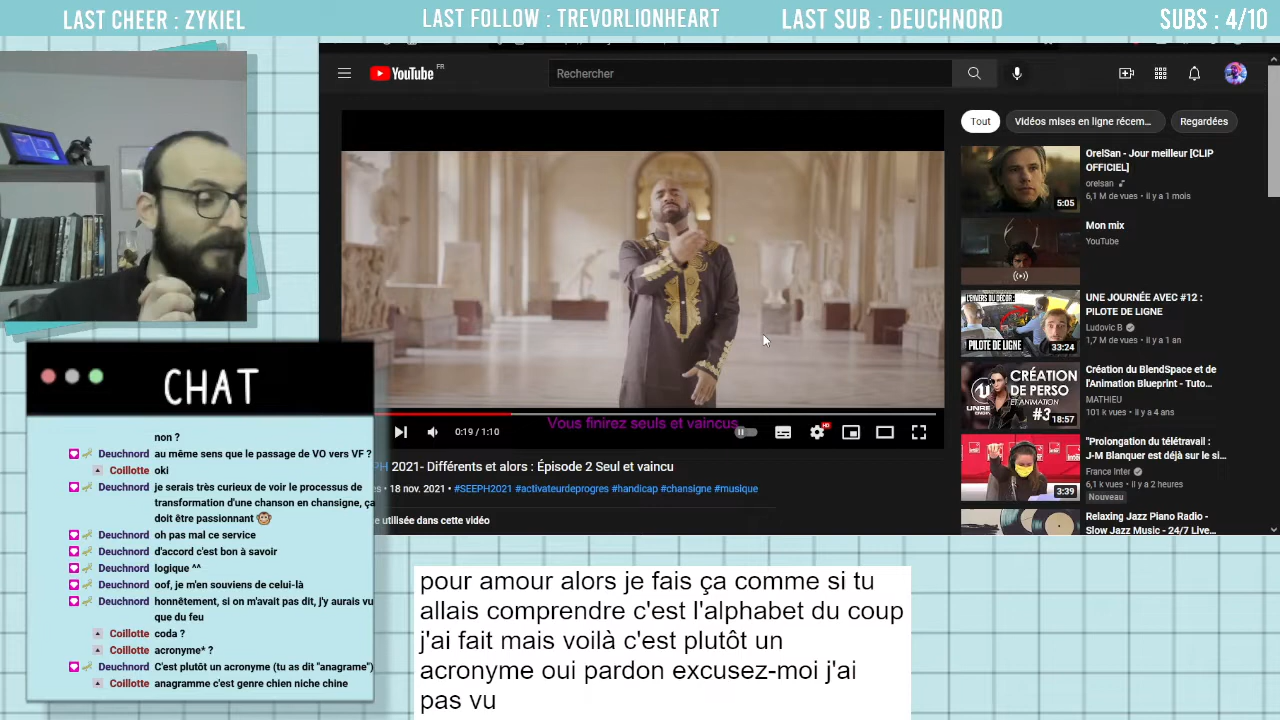 LAST CHEER : ZYKIEL
LAST FOLLOW : TREVORLIONHEART
LAST SUB : DEUCHNORD
SUBS : 4/10
YouTube FR
Rechercher
Tout
Vidéos mises en ligne récem...
Regardées
OrelSan - Jour meilleur [CLIP
OFFICIEL]
orelsan
6,1 M de vues • il y a 1 mois
5:05
Mon mix
YouTube
L'ENVERS DU DÉCOR :
PILOTE DE LIGNE
33:24
UNE JOURNÉE AVEC #12 :
PILOTE DE LIGNE
Ludovic B
1,7 M de vues • il y a 1 an
CRÉATION
DE PERSO
ET ANIMATION
#3
18:57
Création du BlendSpace et de
l'Animation Blueprint - Tuto...
MATHIEU
101 k vues • il y a 4 ans
3:39
"Prolongation du télétravail :
J-M Blanquer est déjà sur le si...
France Inter
6,1 k vues • il y a 2 heures
Nouveau
Relaxing Jazz Piano Radio -
Slow Jazz Music - 24/7 Live...
Vous finirez seuls et vaincus
0:19 / 1:10
HD
PH 2021- Différents et alors : Épisode 2 Seul et vaincu
s • 18 nov. 2021 • #SEEPH2021 #activateurdeprogres #handicap #chansigne #musique
e utilisée dans cette vidéo
CHAT
non ?
Deuchnord au même sens que le passage de VO vers VF ?
Coillotte oki
Deuchnord je serais très curieux de voir le processus de
transformation d'une chanson en chansigne, ça
doit être passionnant
Deuchnord oh pas mal ce service
Deuchnord d'accord c'est bon à savoir
Deuchnord logique ^^
Deuchnord oof, je m'en souviens de celui-là
Deuchnord honnêtement, si on m'avait pas dit, j'y aurais vu
que du feu
Coillotte coda ?
Coillotte acronyme* ?
Deuchnord C'est plutôt un acronyme (tu as dit "anagrame")
Coillotte anagramme c'est genre chien niche chine
pour amour alors je fais ça comme si tu
allais comprendre c'est l'alphabet du coup
j'ai fait mais voilà c'est plutôt un
acronyme oui pardon excusez-moi j'ai
pas vu